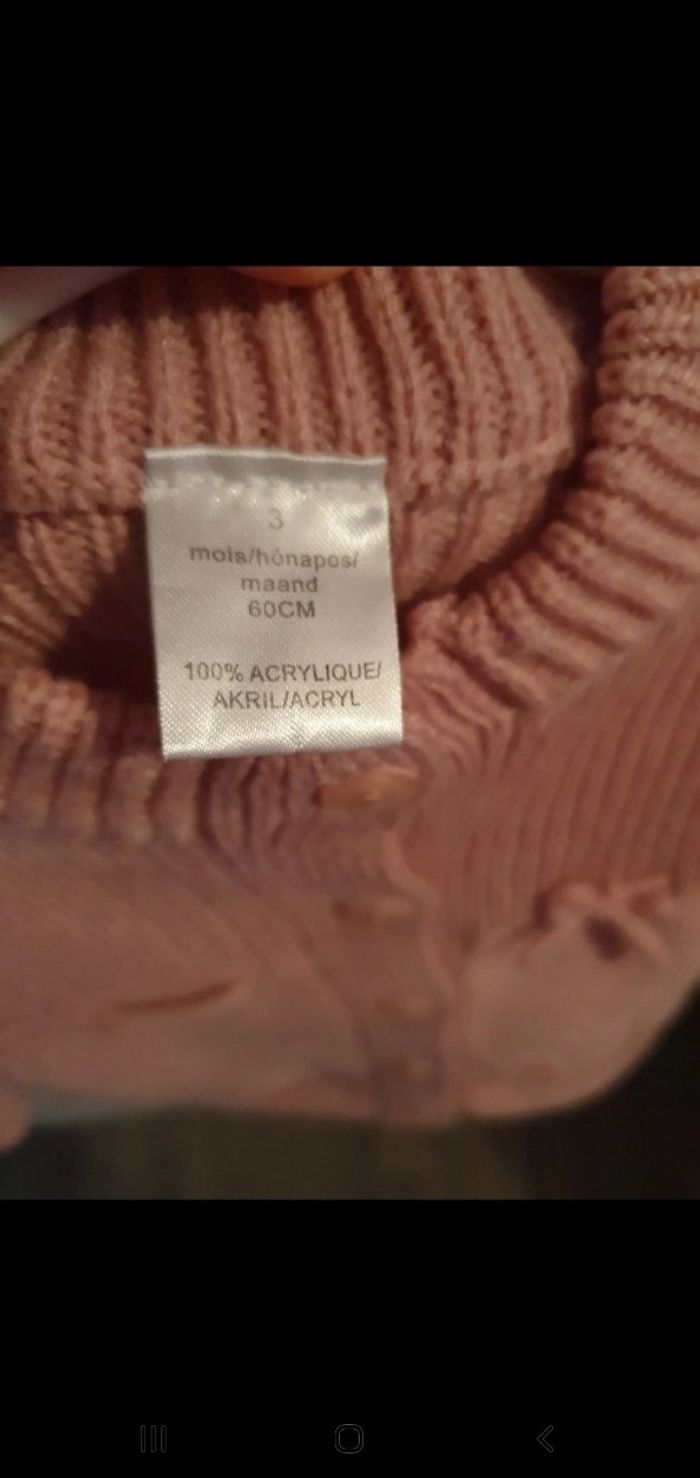 3
mois/hónapos/
maand
60CM
100% ACRYLIQUE/
AKRIL/ACRYL